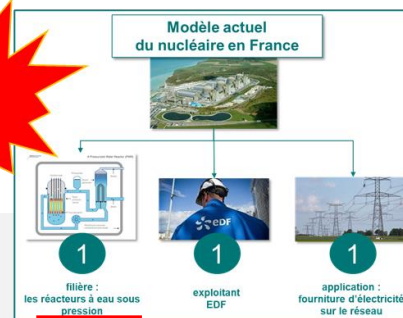 Modèle actuel
du nucléaire en France
eDF
1
1
1
filière :
les réacteurs à eau sous
pression
exploitant
EDF
application :
fourniture d'électricité
sur le réseau